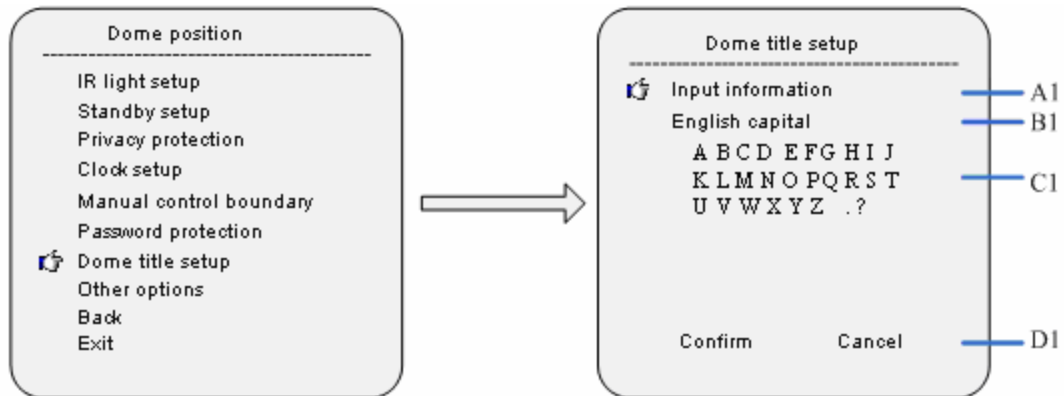 Dome position
IR light setup
Standby setup
Privacy protection
Clock setup
Manual control boundary
Password protection
Dome title setup
Other options
Back
Exit
Dome title setup
Input information
English capital
A B C D E F G H I J
K L M N O P Q R S T
U V W X Y Z . ?
Confirm Cancel
A1
B1
C1
D1